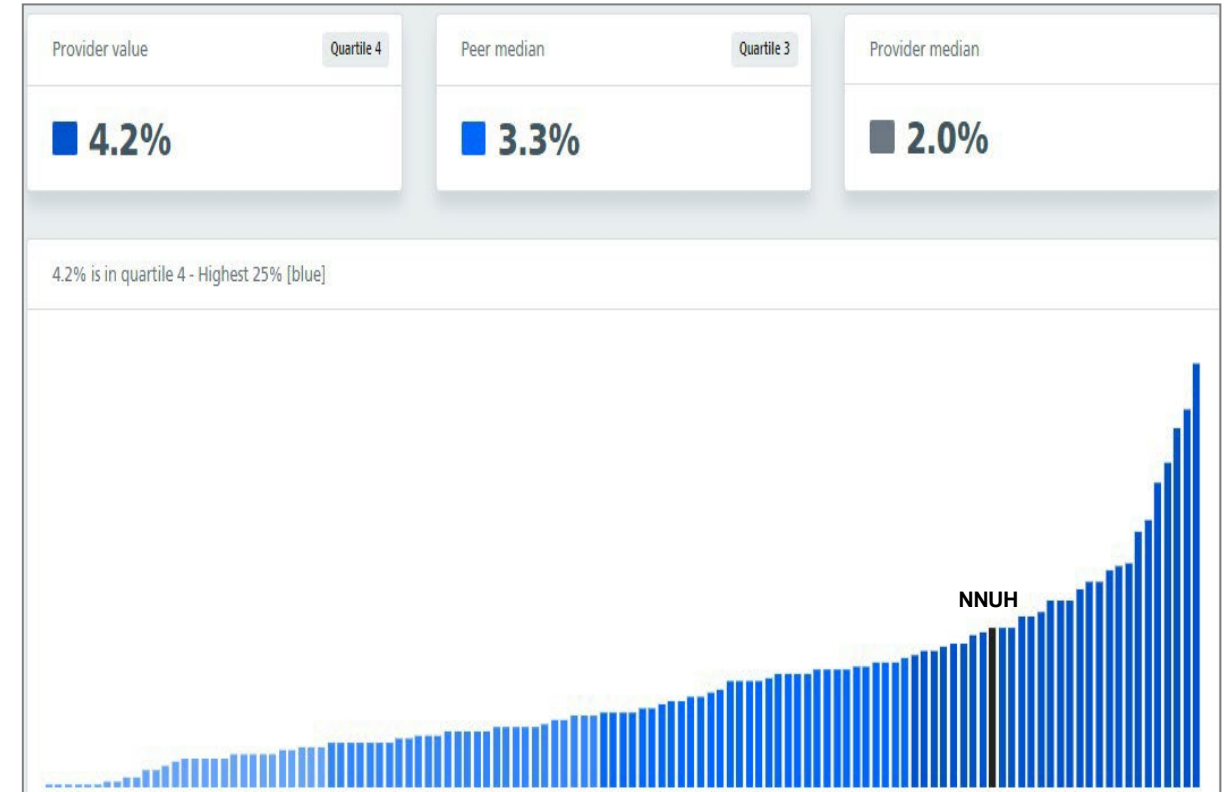 Provider value
Quartile 4
Peer median
Quartile 3
Provider median
4.2%
3.3%
2.0%
4.2% is in quartile 4 - Highest 25% [blue]
NNUH